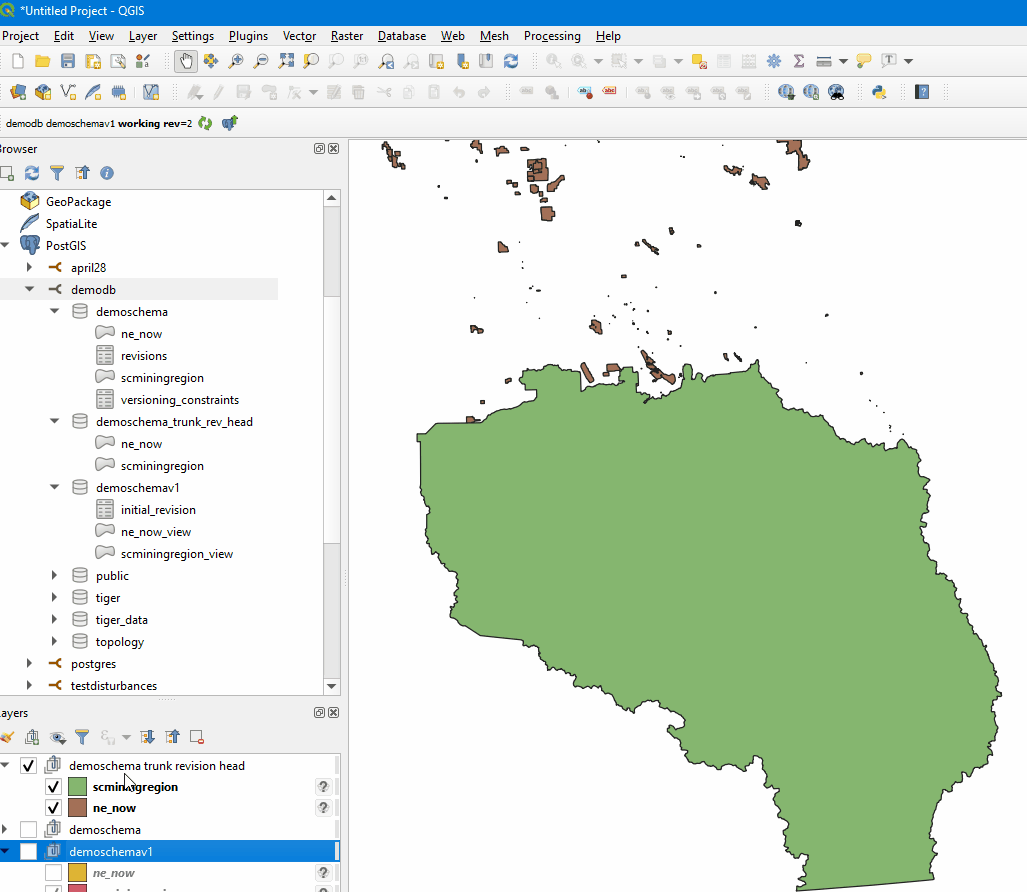 *Untitled Project - QGIS
Project Edit View Layer Settings Plugins Vector Raster Database Web Mesh Processing Help
demodb demoschemav1 working rev=2
Browser
GeoPackage
SpatiaLite
PostGIS
april28
demodb
demoschema
ne_now
revisions
scminingregion
versioning_constraints
demoschema_trunk_rev_head
ne_now
scminingregion
demoschemav1
initial_revision
ne_now_view
scminingregion_view
public
tiger
tiger_data
topology
postgres
testdisturbances
ayers
demoschema trunk revision head
scminingregion
ne_now
demoschema
demoschemav1
ne_now